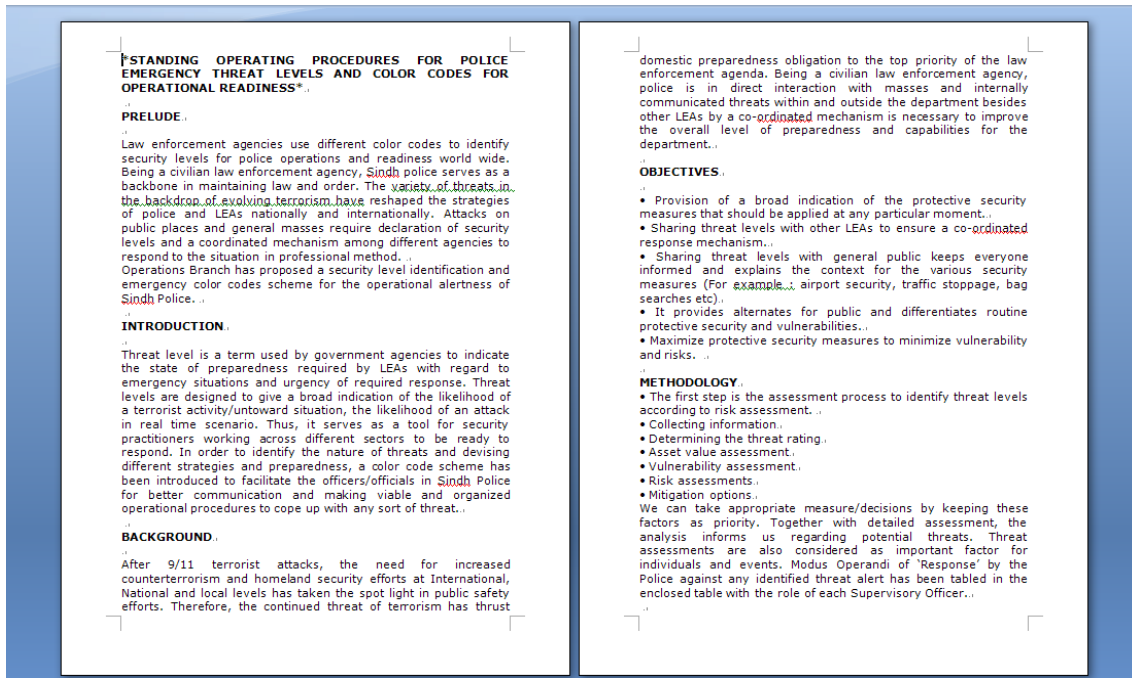 *STANDING OPERATING PROCEDURES FOR POLICE
EMERGENCY THREAT LEVELS AND COLOR CODES FOR
OPERATIONAL READINESS*
PRELUDE
Law enforcement agencies use different color codes to identify
security levels for police operations and readiness world wide.
Being a civilian law enforcement agency, Sindh police serves as a
backbone in maintaining law and order. The variety of threats in
the backdrop of evolving terrorism have reshaped the strategies
of police and LEAs nationally and internationally. Attacks on
public places and general masses require declaration of security
levels and a coordinated mechanism among different agencies to
respond to the situation in professional method.
Operations Branch has proposed a security level identification and
emergency color codes scheme for the operational alertness of
Sindh Police.
INTRODUCTION
Threat level is a term used by government agencies to indicate
the state of preparedness required by LEAs with regard to
emergency situations and urgency of required response. Threat
levels are designed to give a broad indication of the likelihood of
a terrorist activity/untoward situation, the likelihood of an attack
in real time scenario. Thus, it serves as a tool for security
practitioners working across different sectors to be ready to
respond. In order to identify the nature of threats and devising
different strategies and preparedness, a color code scheme has
been introduced to facilitate the officers/officials in Sindh Police
for better communication and making viable and organized
operational procedures to cope up with any sort of threat.
BACKGROUND
After 9/11 terrorist attacks, the need for increased
counterterrorism and homeland security efforts at International,
National and local levels has taken the spot light in public safety
efforts. Therefore, the continued threat of terrorism has thrust
domestic preparedness obligation to the top priority of the law
enforcement agenda. Being a civilian law enforcement agency,
police is in direct interaction with masses and internally
communicated threats within and outside the department besides
other LEAs by a co-ordinated mechanism is necessary to improve
the overall level of preparedness and capabilities for the
department.
OBJECTIVES
• Provision of a broad indication of the protective security
measures that should be applied at any particular moment.
• Sharing threat levels with other LEAs to ensure a co-ordinated
response mechanism.
• Sharing threat levels with general public keeps everyone
informed and explains the context for the various security
measures (For example : airport security, traffic stoppage, bag
searches etc)
• It provides alternates for public and differentiates routine
protective security and vulnerabilities.
• Maximize protective security measures to minimize vulnerability
and risks.
METHODOLOGY
• The first step is the assessment process to identify threat levels
according to risk assessment.
• Collecting information
• Determining the threat rating
• Asset value assessment
• Vulnerability assessment
• Risk assessments
• Mitigation options
We can take appropriate measure/decisions by keeping these
factors as priority. Together with detailed assessment, the
analysis informs us regarding potential threats. Threat
assessments are also considered as important factor for
individuals and events. Modus Operandi of ‘Response’ by the
Police against any identified threat alert has been tabled in the
enclosed table with the role of each Supervisory Officer.